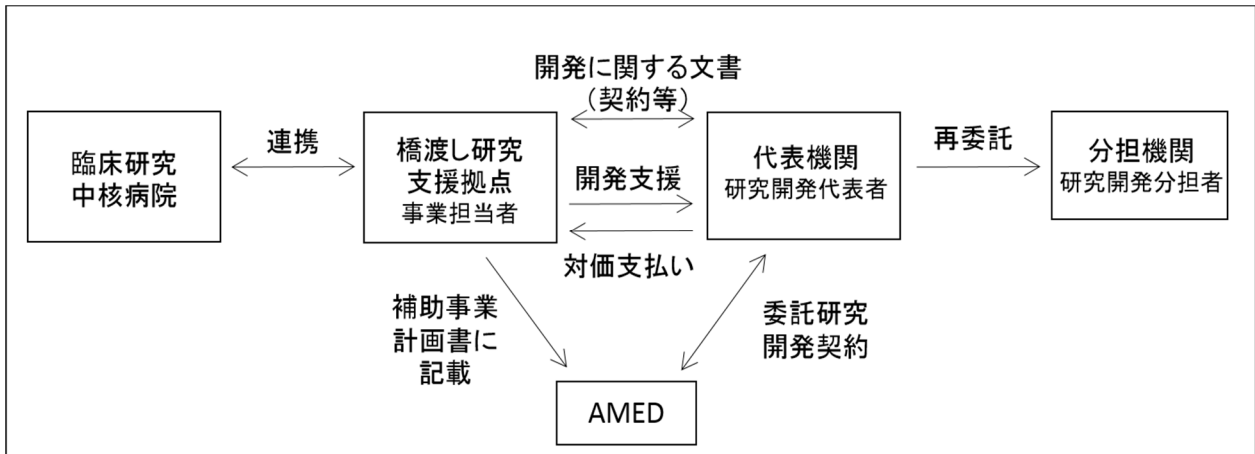 開発に関する文書
（契約等）
臨床研究
中核病院
連携
橋渡し研究
支援拠点
事業担当者
開発支援
対価支払い
代表機関
研究開発代表者
再委託
分担機関
研究開発分担者
補助事業
計画書に
記載
委託研究
開発契約
AMED